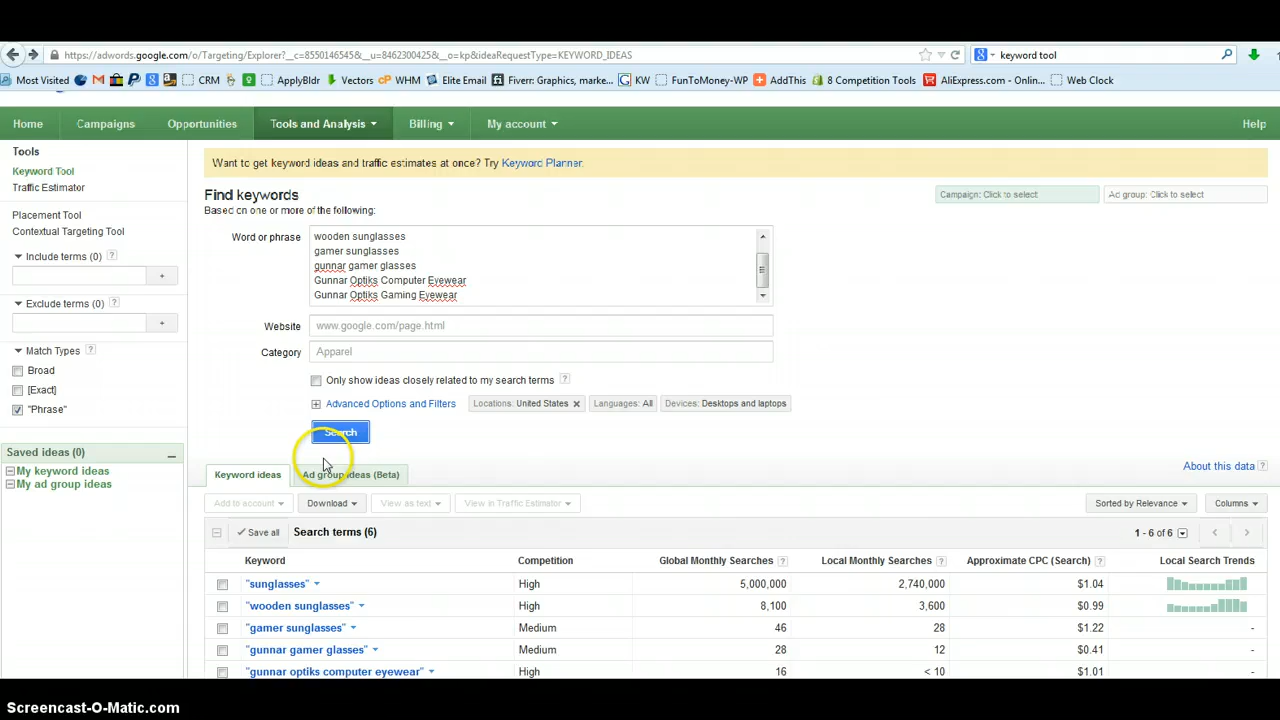 https://adwords.google.com/o/Targeting/Explorer?__c=8550146545&__u=8462300425&__o=kp&ideaRequestType=KEYWORD_IDEAS
keyword tool
Most Visited CRM ApplyBldr Vectors WHM Elite Email Fiverr: Graphics, marke... KW FunToMoney-WP AddThis 8 Competition Tools AliExpress.com - Onlin... Web Clock
Home Campaigns Opportunities Tools and Analysis Billing My account Help
Tools
Keyword Tool
Traffic Estimator
Placement Tool
Contextual Targeting Tool
Include terms (0) ?
+
Exclude terms (0) ?
+
Match Types ?
Broad
[Exact]
"Phrase"
Saved ideas (0)
My keyword ideas
My ad group ideas
Want to get keyword ideas and traffic estimates at once? Try Keyword Planner.
Find keywords
Based on one or more of the following:
Campaign: Click to select
Ad group: Click to select
Word or phrase
wooden sunglasses
gamer sunglasses
gunnar gamer glasses
Gunnar Optiks Computer Eyewear
Gunnar Optiks Gaming Eyewear
Website www.google.com/page.html
Category Apparel
Only show ideas closely related to my search terms ?
Advanced Options and Filters Locations: United States × Languages: All Devices: Desktops and laptops
Search
About this data ?
Keyword ideas Ad group ideas (Beta)
Add to account Download View as text View in Traffic Estimator Sorted by Relevance Columns
Save all Search terms (6) 1 - 6 of 6
Keyword Competition Global Monthly Searches ? Local Monthly Searches ? Approximate CPC (Search) ? Local Search Trends
"sunglasses" High 5,000,000 2,740,000 $1.04
"wooden sunglasses" High 8,100 3,600 $0.99
"gamer sunglasses" Medium 46 28 $1.22 -
"gunnar gamer glasses" Medium 28 12 $0.41 -
"gunnar optiks computer eyewear" High 16 < 10 $1.01 -
Screencast-O-Matic.com